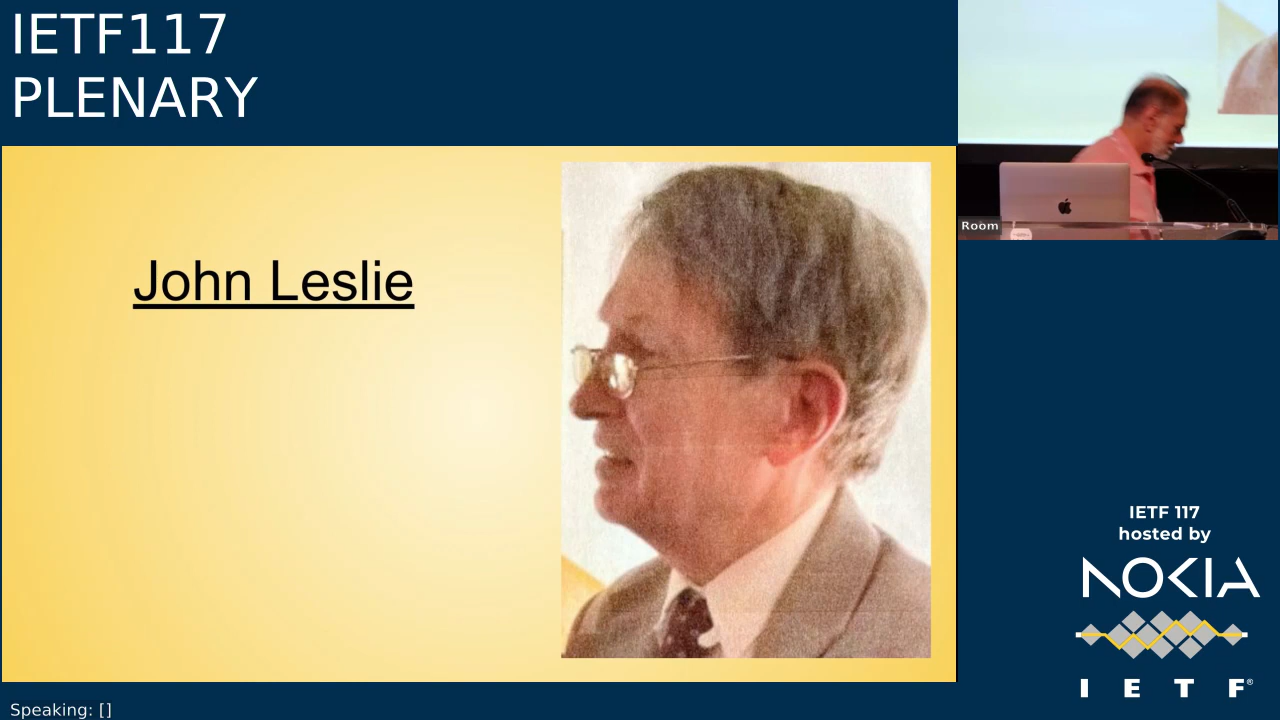 IETF117
PLENARY
John Leslie
Room
IETF 117
hosted by
NOKIA
I E T F®
Speaking: []